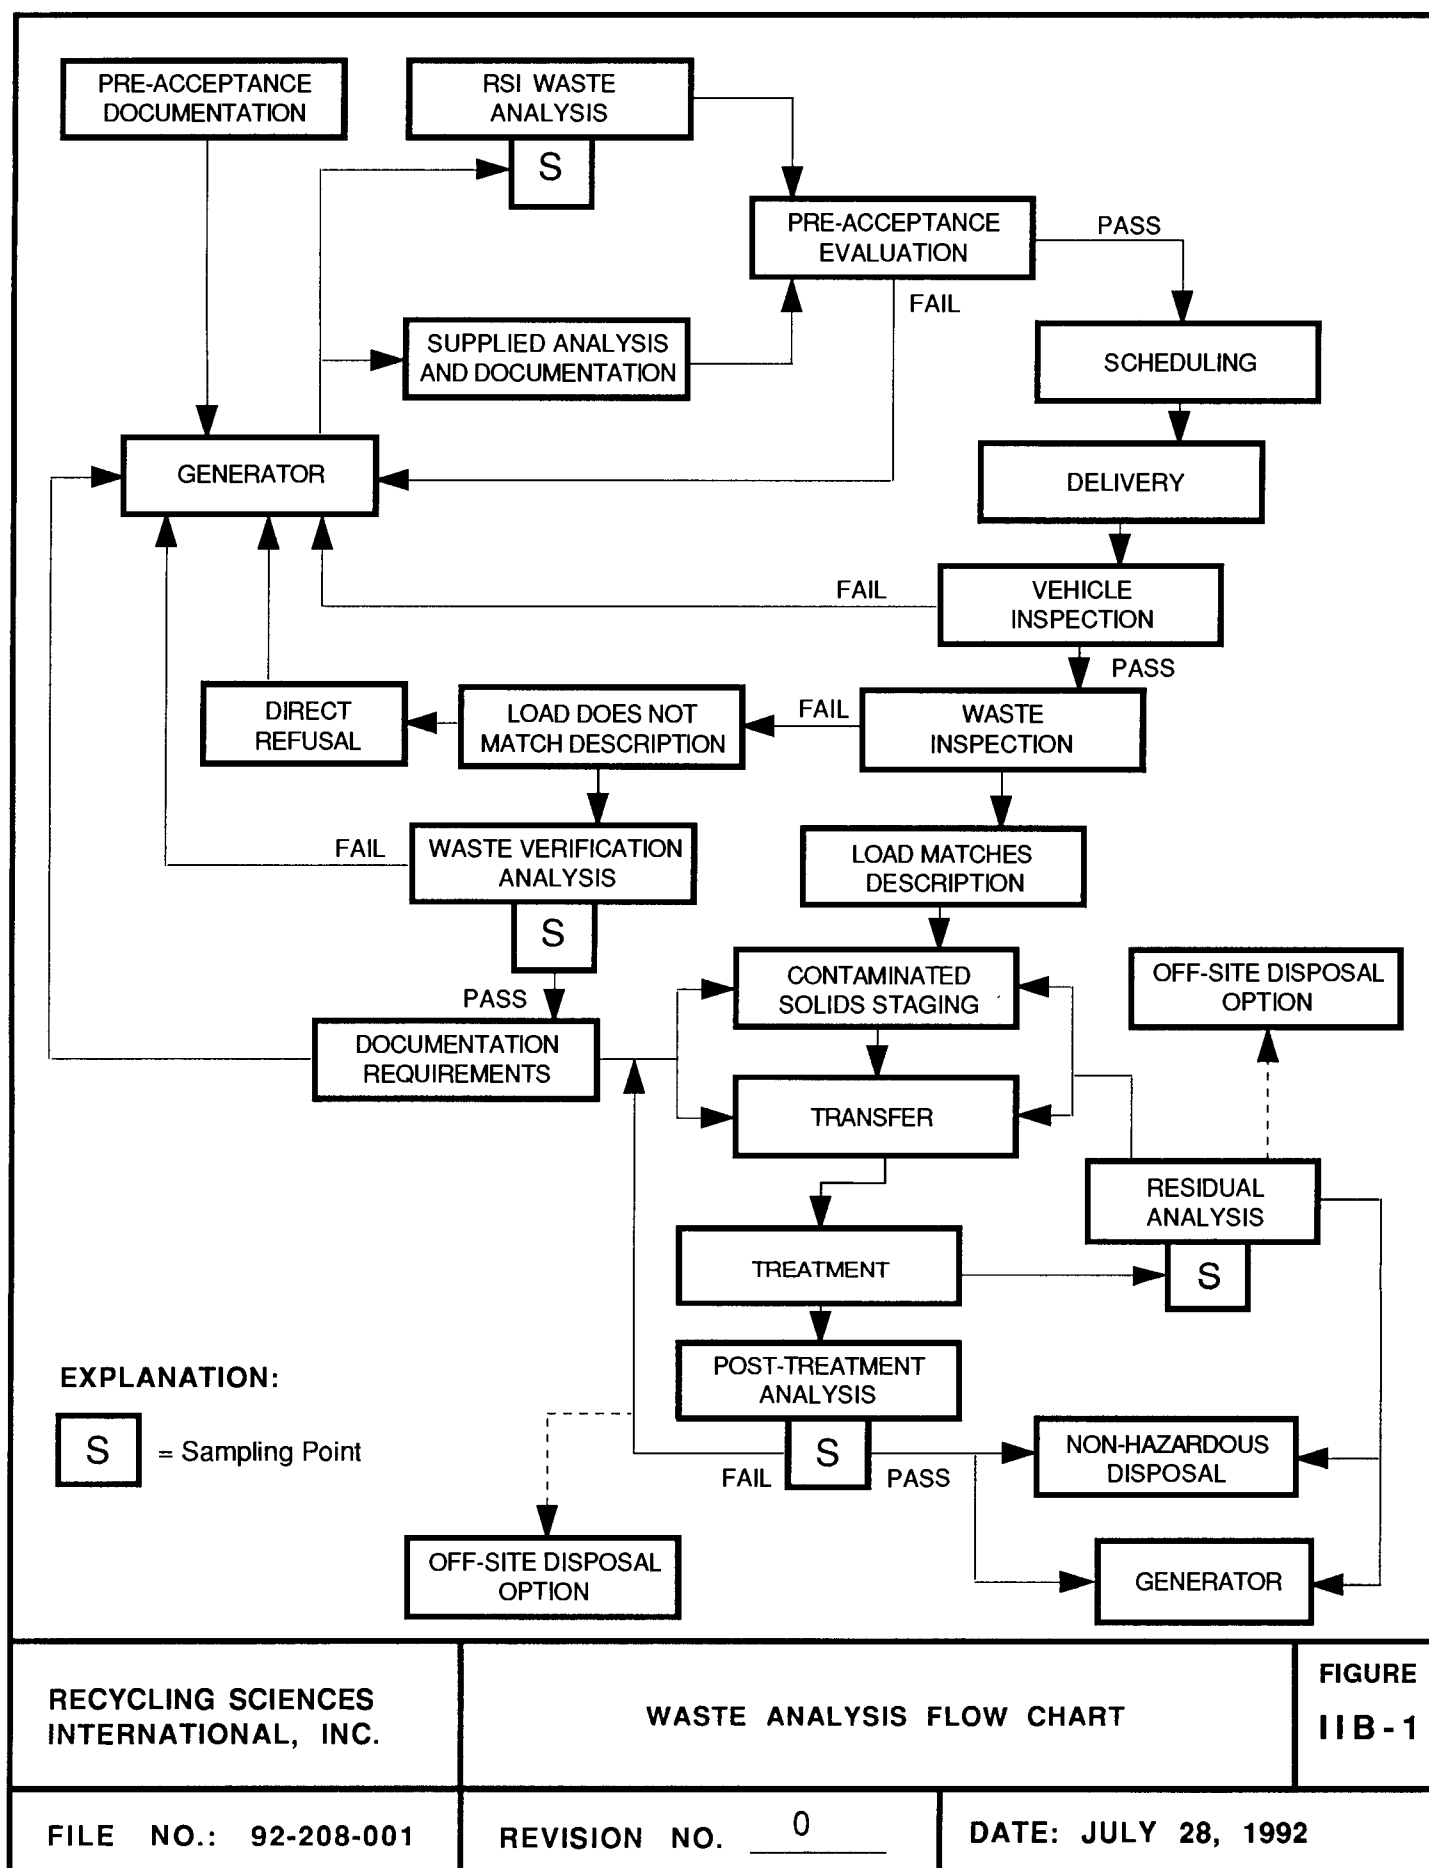 PRE-ACCEPTANCE
DOCUMENTATION
RSI WASTE
ANALYSIS
S
PRE-ACCEPTANCE
EVALUATION
PASS
FAIL
SUPPLIED ANALYSIS
AND DOCUMENTATION
SCHEDULING
GENERATOR
DELIVERY
FAIL
VEHICLE
INSPECTION
PASS
DIRECT
REFUSAL
LOAD DOES NOT
MATCH DESCRIPTION
FAIL
WASTE
INSPECTION
FAIL
WASTE VERIFICATION
ANALYSIS
S
LOAD MATCHES
DESCRIPTION
PASS
CONTAMINATED
SOLIDS STAGING
OFF-SITE DISPOSAL
OPTION
DOCUMENTATION
REQUIREMENTS
TRANSFER
RESIDUAL
ANALYSIS
S
TREATMENT
POST-TREATMENT
ANALYSIS
S
FAIL
PASS
NON-HAZARDOUS
DISPOSAL
EXPLANATION:
S = Sampling Point
OFF-SITE DISPOSAL
OPTION
GENERATOR
RECYCLING SCIENCES
INTERNATIONAL, INC.
WASTE ANALYSIS FLOW CHART
FIGURE
IIB-1
FILE NO.: 92-208-001
REVISION NO. 0
DATE: JULY 28, 1992